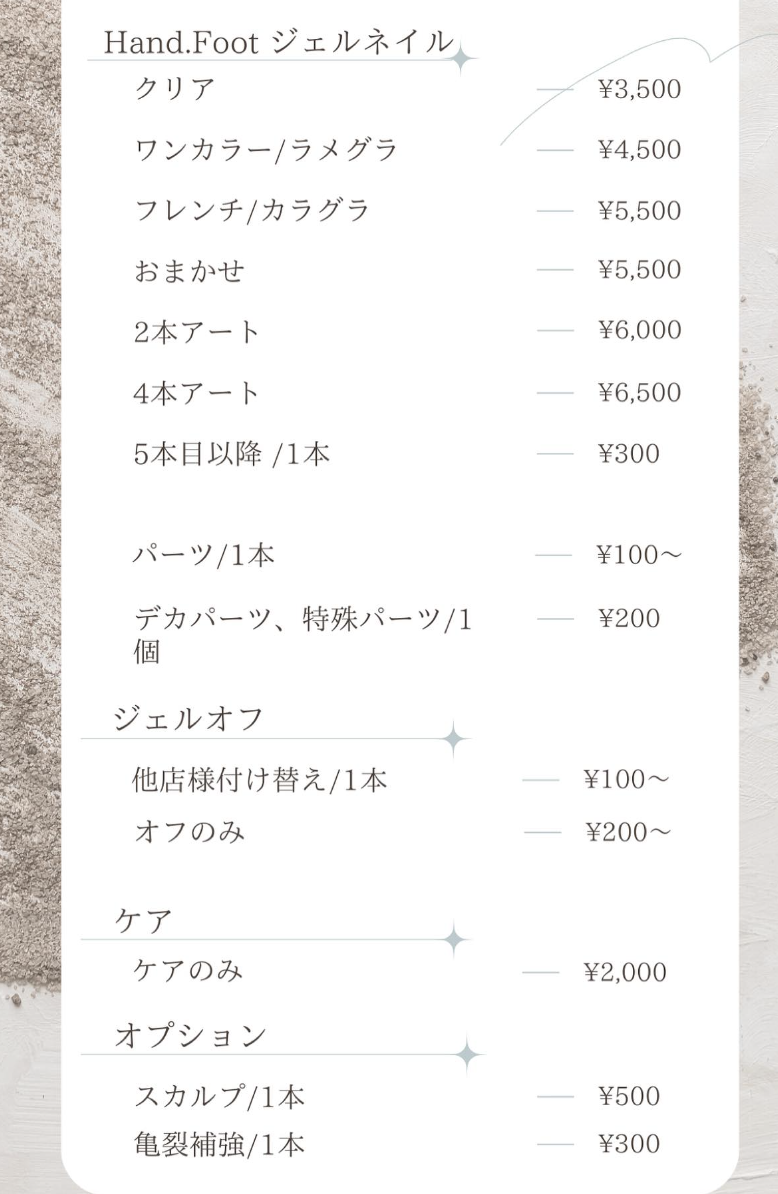 Hand.Foot ジェルネイル
クリア — ¥3,500
ワンカラー/ラメグラ — ¥4,500
フレンチ/カラグラ — ¥5,500
おまかせ — ¥5,500
2本アート — ¥6,000
4本アート — ¥6,500
5本目以降 /1本 — ¥300
パーツ/1本 — ¥100〜
デカパーツ、特殊パーツ/1 — ¥200
個
ジェルオフ
他店様付け替え/1本 — ¥100〜
オフのみ — ¥200〜
ケア
ケアのみ — ¥2,000
オプション
スカルプ/1本 — ¥500
亀裂補強/1本 — ¥300